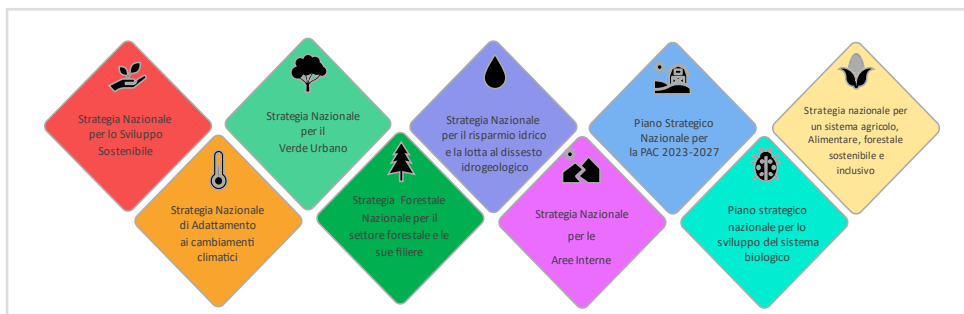 Strategia Nazionale
per lo Sviluppo
Sostenibile
Strategia Nazionale
di Adattamento
ai cambiamenti
climatici
Strategia Nazionale
per il
Verde Urbano
Strategia Forestale
Nazionale per il
settore forestale e le
sue filiere
Strategia Nazionale
per il risparmio idrico
e la lotta al dissesto
idrogeologico
Strategia Nazionale
per le
Aree Interne
Piano Strategico
Nazionale per
la PAC 2023-2027
Piano strategico
nazionale per lo
sviluppo del sistema
biologico
Strategia nazionale per
un sistema agricolo,
Alimentare, forestale
sostenibile e
inclusivo